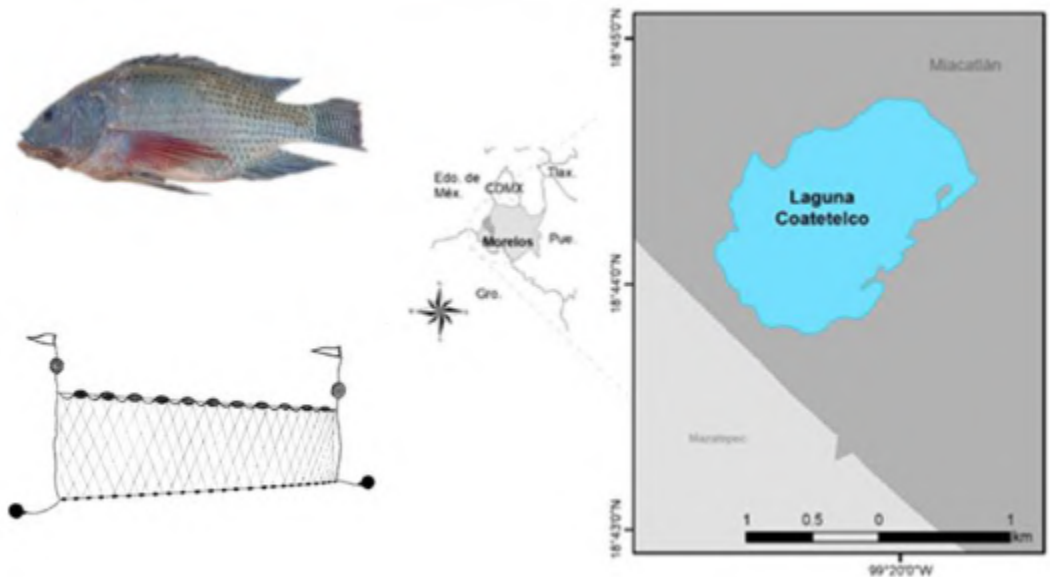 Edo. de
Méx.
CDMX
Tlax.
Morelos
Pue.
Gro.
18°45'0"N
18°44'0"N
18°43'0"N
Miacatlán
Laguna
Coatetelco
Mazatepec
1 0.5 0 1
km
99°20'0"W